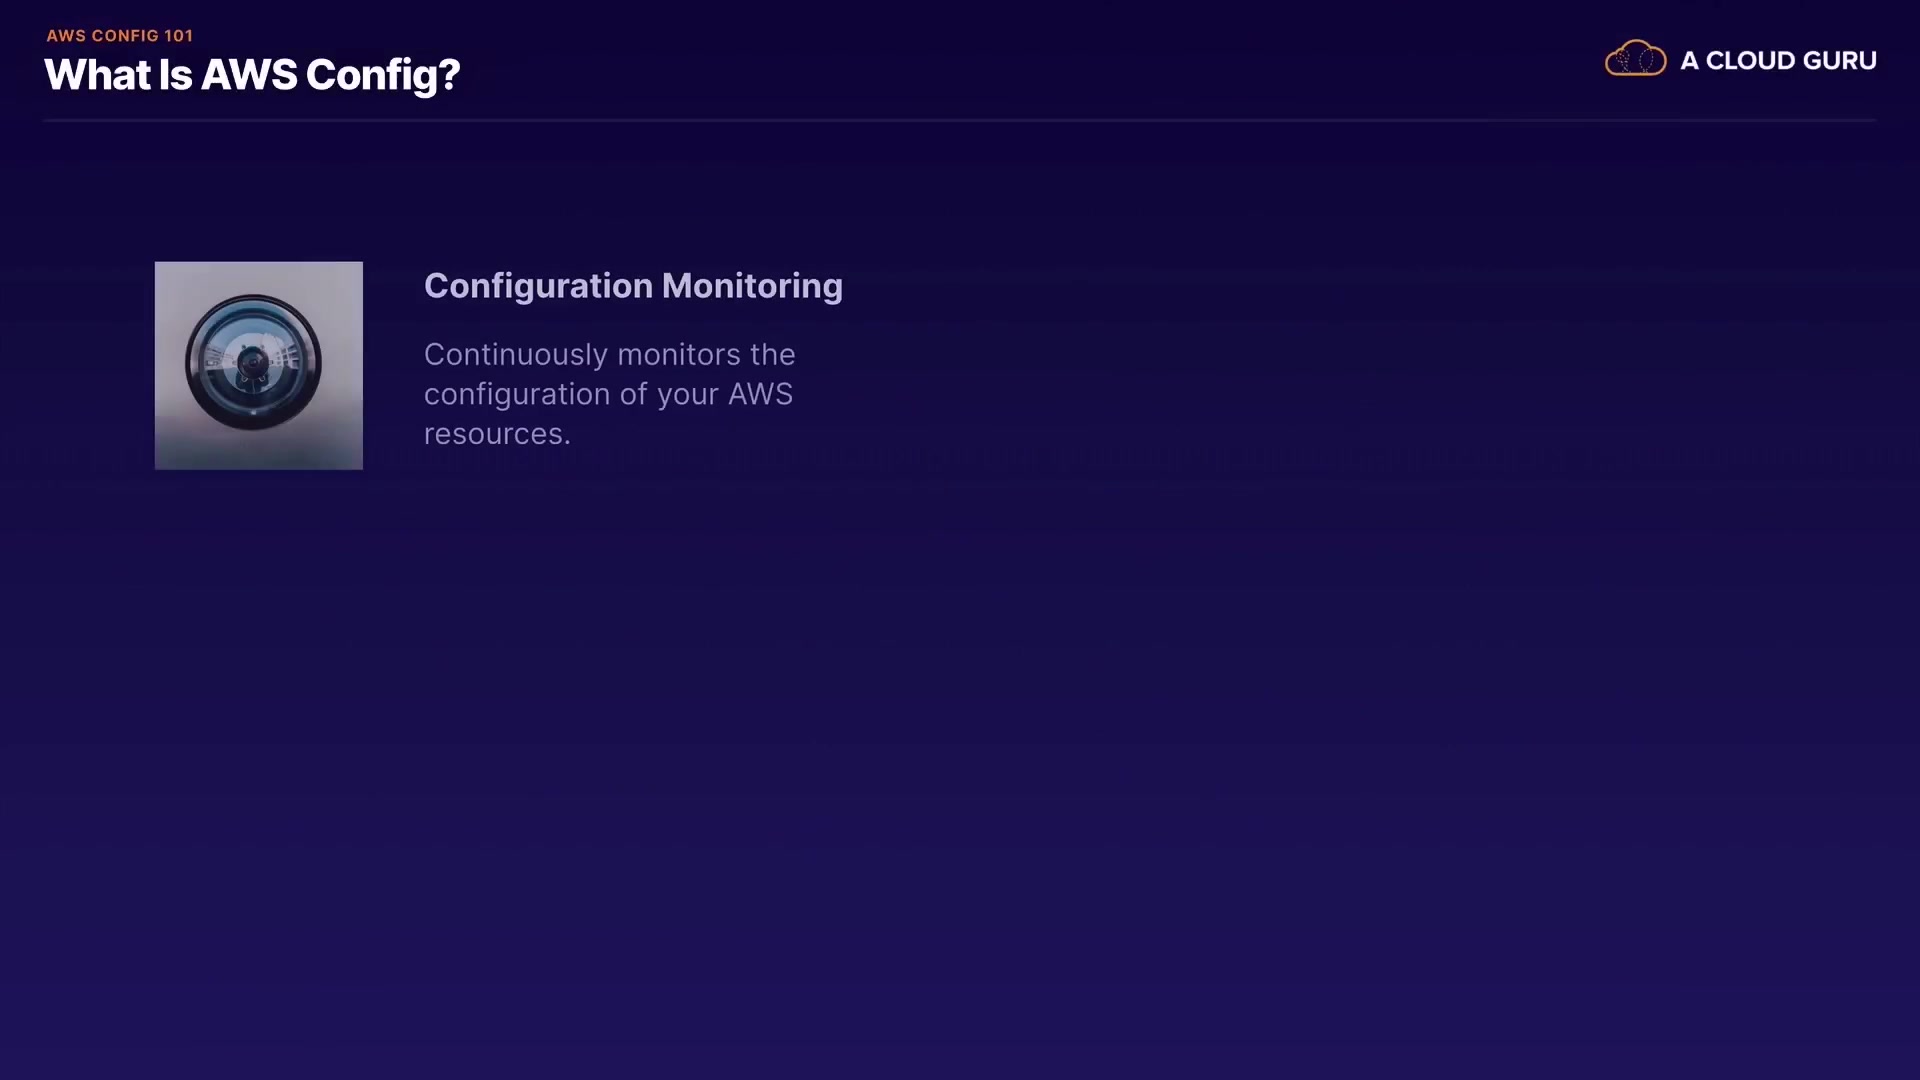 AWS CONFIG 101
What Is AWS Config?
A CLOUD GURU
Configuration Monitoring
Continuously monitors the
configuration of your AWS
resources.